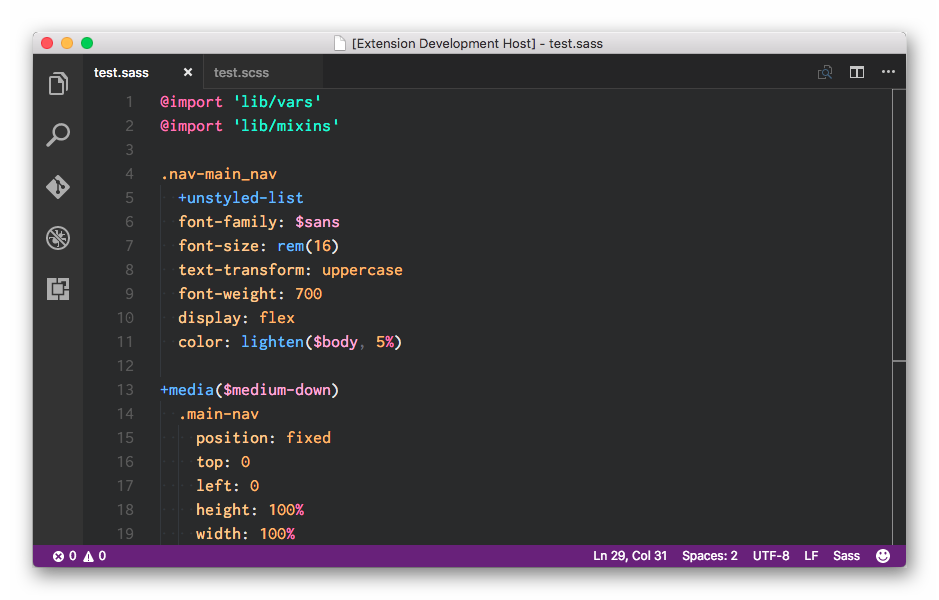 [Extension Development Host] - test.sass
test.sass × test.scss
1 @import 'lib/vars'
2 @import 'lib/mixins'
3
4 .nav-main_nav
5 +unstyled-list
6 font-family: $sans
7 font-size: rem(16)
8 text-transform: uppercase
9 font-weight: 700
10 display: flex
11 color: lighten($body, 5%)
12
13 +media($medium-down)
14 .main-nav
15 position: fixed
16 top: 0
17 left: 0
18 height: 100%
19 width: 100%
0 0 Ln 29, Col 31 Spaces: 2 UTF-8 LF Sass